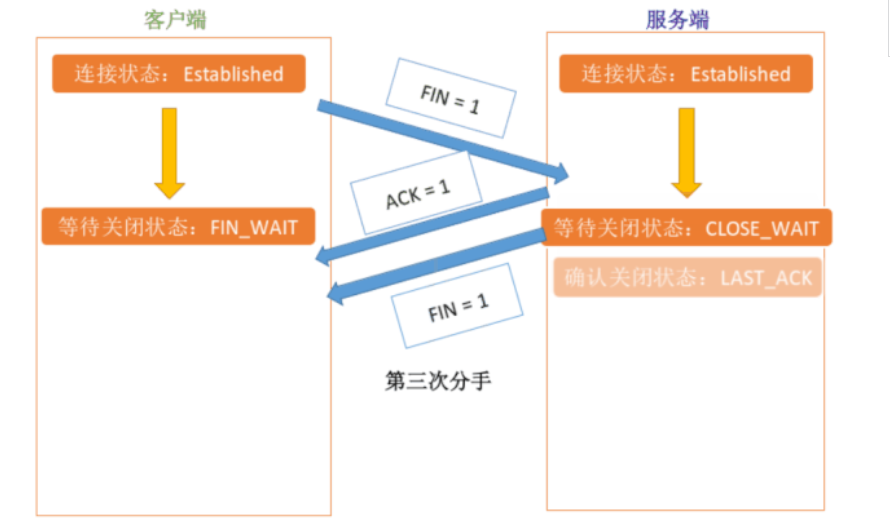 客户端
服务端
连接状态：Established
连接状态：Established
FIN = 1
ACK = 1
等待关闭状态：FIN_WAIT
等待关闭状态：CLOSE_WAIT
确认关闭状态：LAST_ACK
FIN = 1
第三次分手